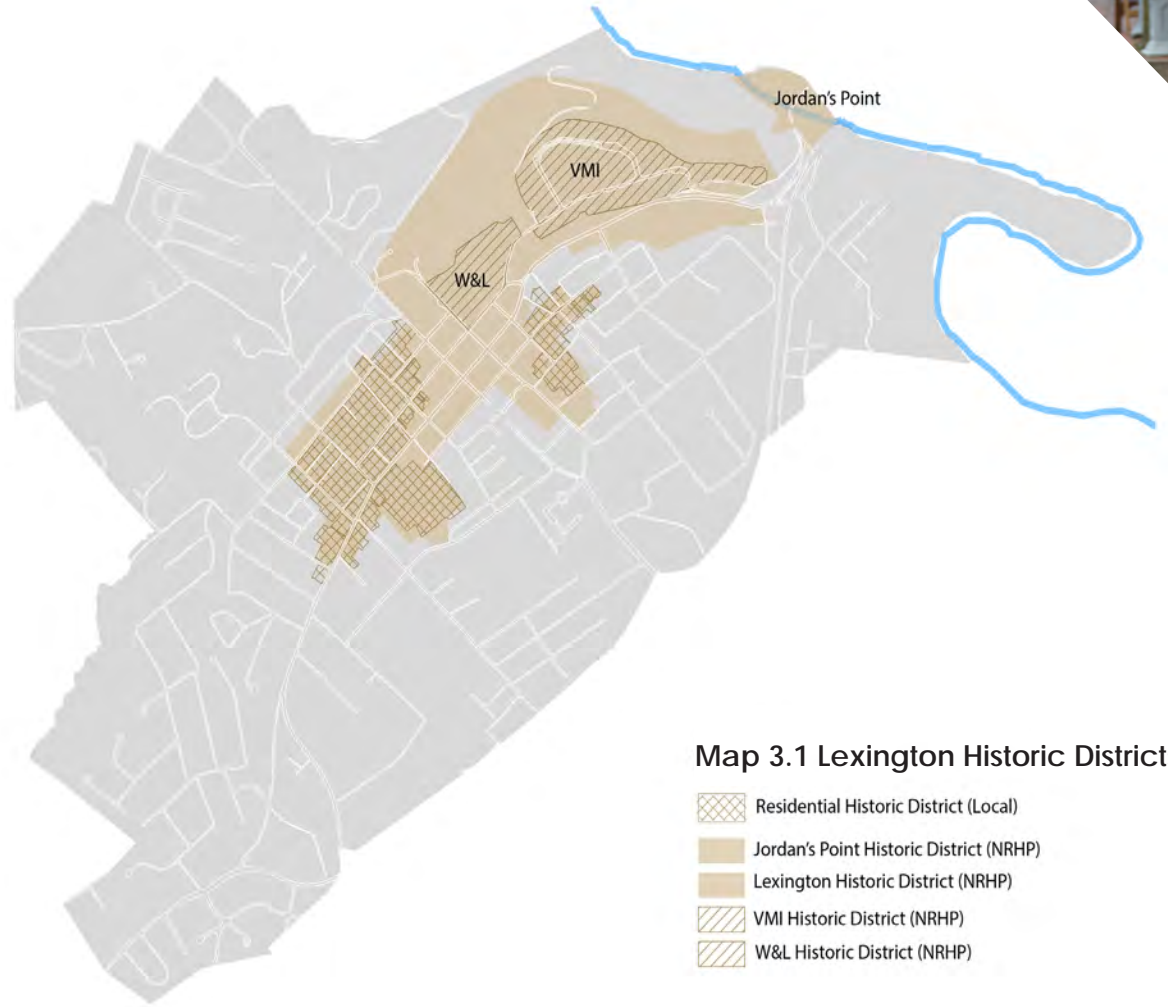 Jordan's Point
VMI
W&L
Map 3.1 Lexington Historic District
Residential Historic District (Local)
Jordan's Point Historic District (NRHP)
Lexington Historic District (NRHP)
VMI Historic District (NRHP)
W&L Historic District (NRHP)